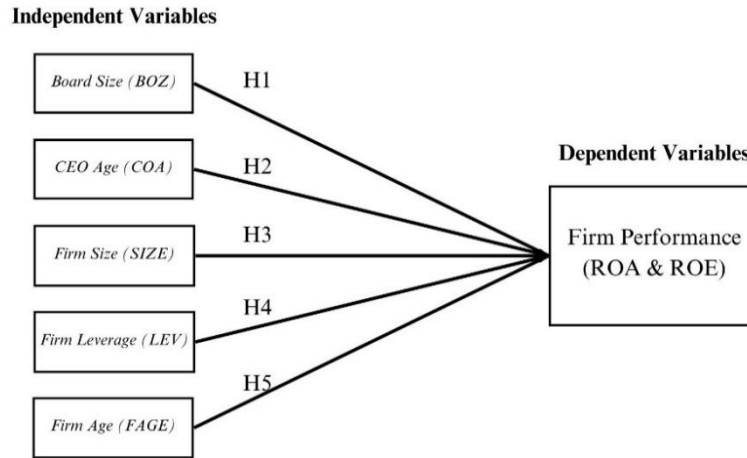 Independent Variables
Board Size (BOZ)
H1
CEO Age (COA)
H2
Firm Size (SIZE)
H3
Firm Leverage (LEV)
H4
Firm Age (FAGE)
H5
Dependent Variables
Firm Performance
(ROA & ROE)